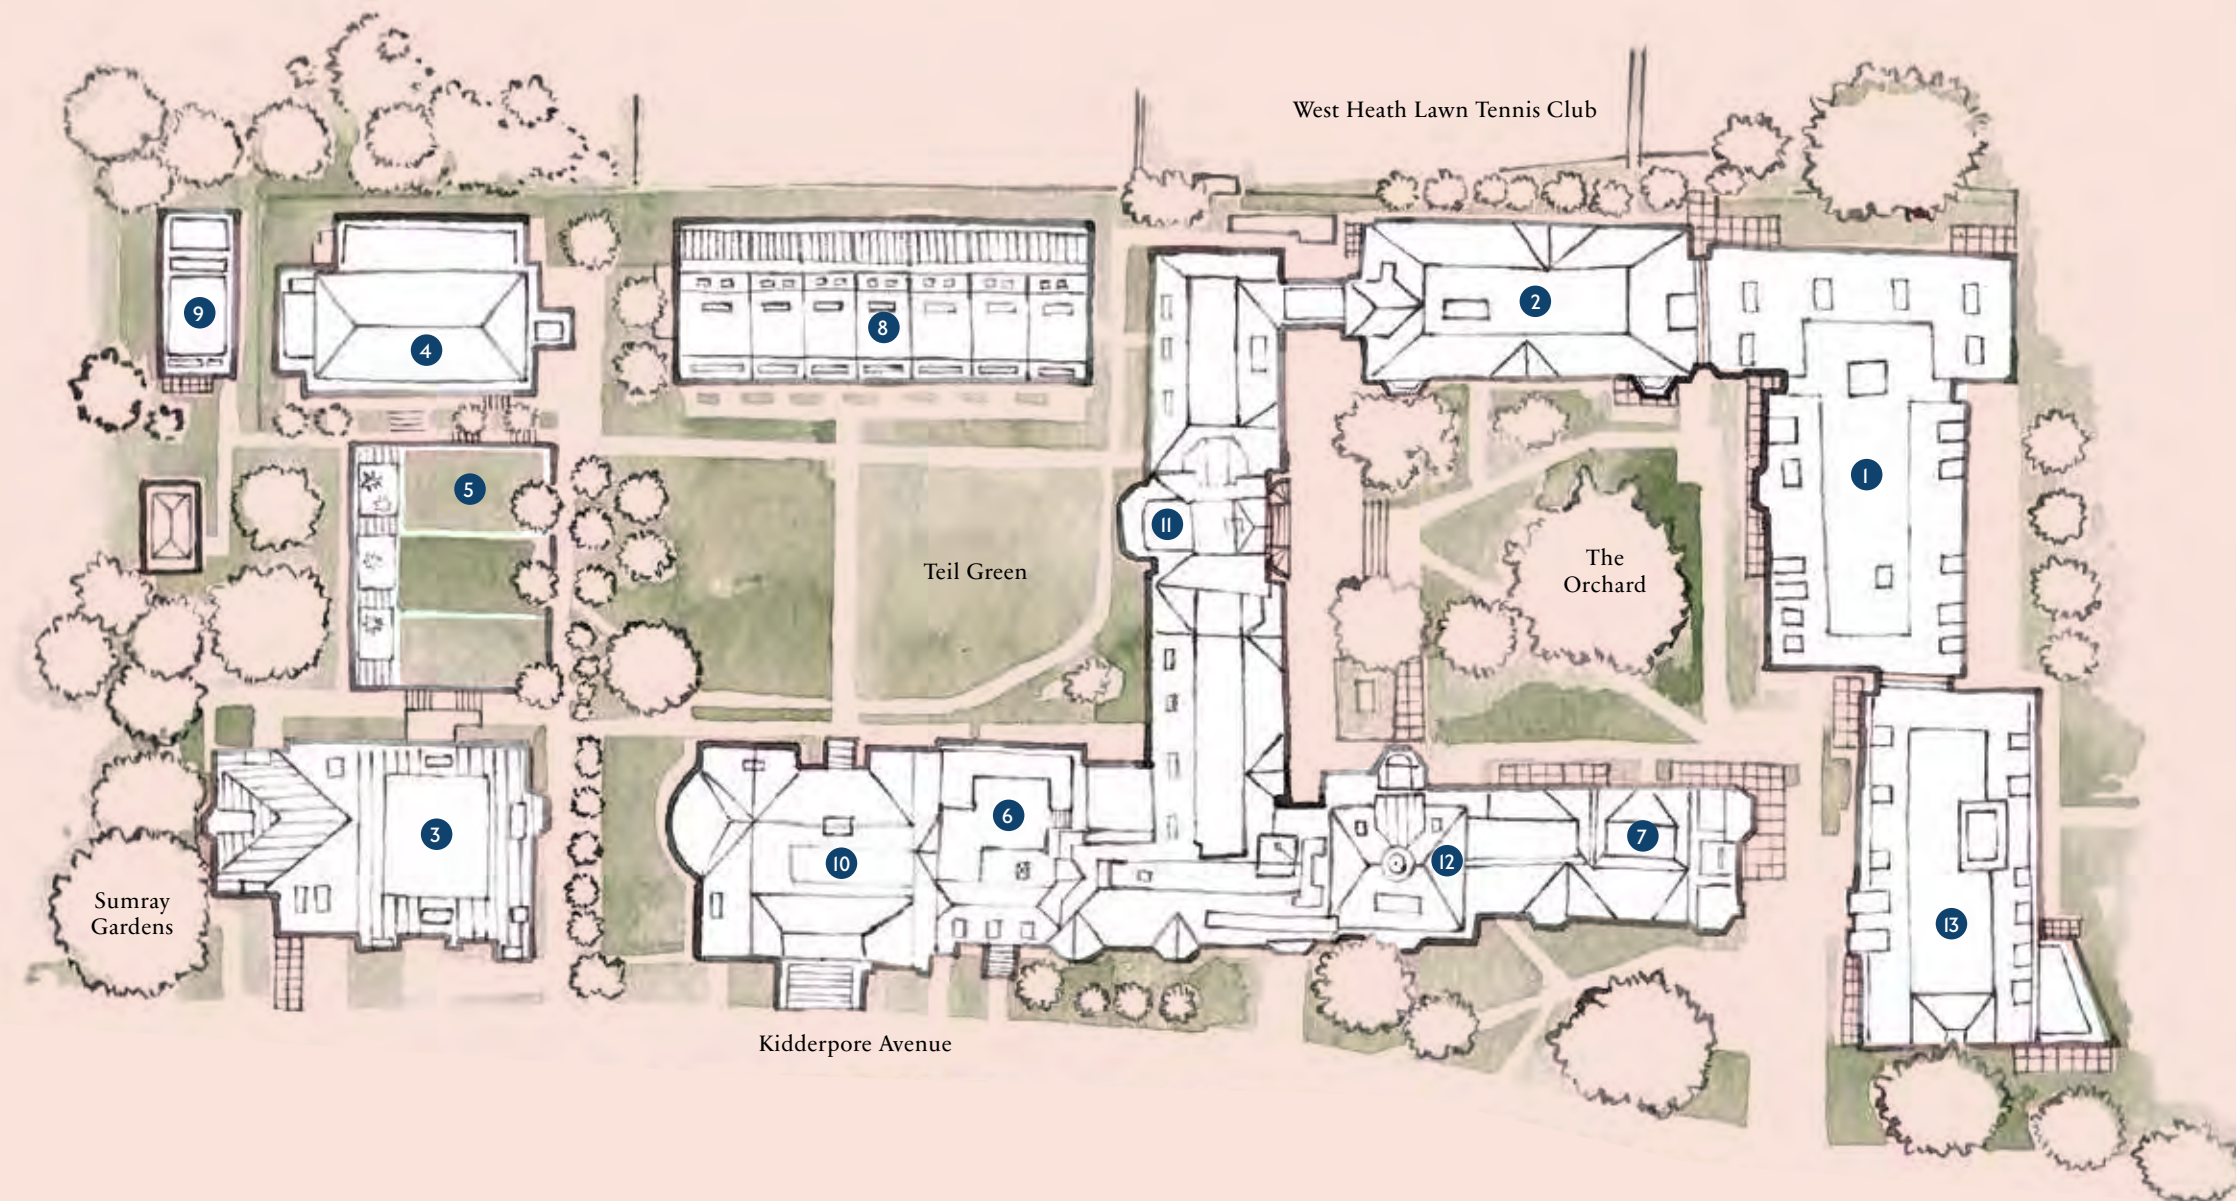 West Heath Lawn Tennis Club
2
9
8
4
1
5
11
The
Orchard
Teil Green
6
3
7
12
10
Sumray
Gardens
13
Kidderpore Avenue